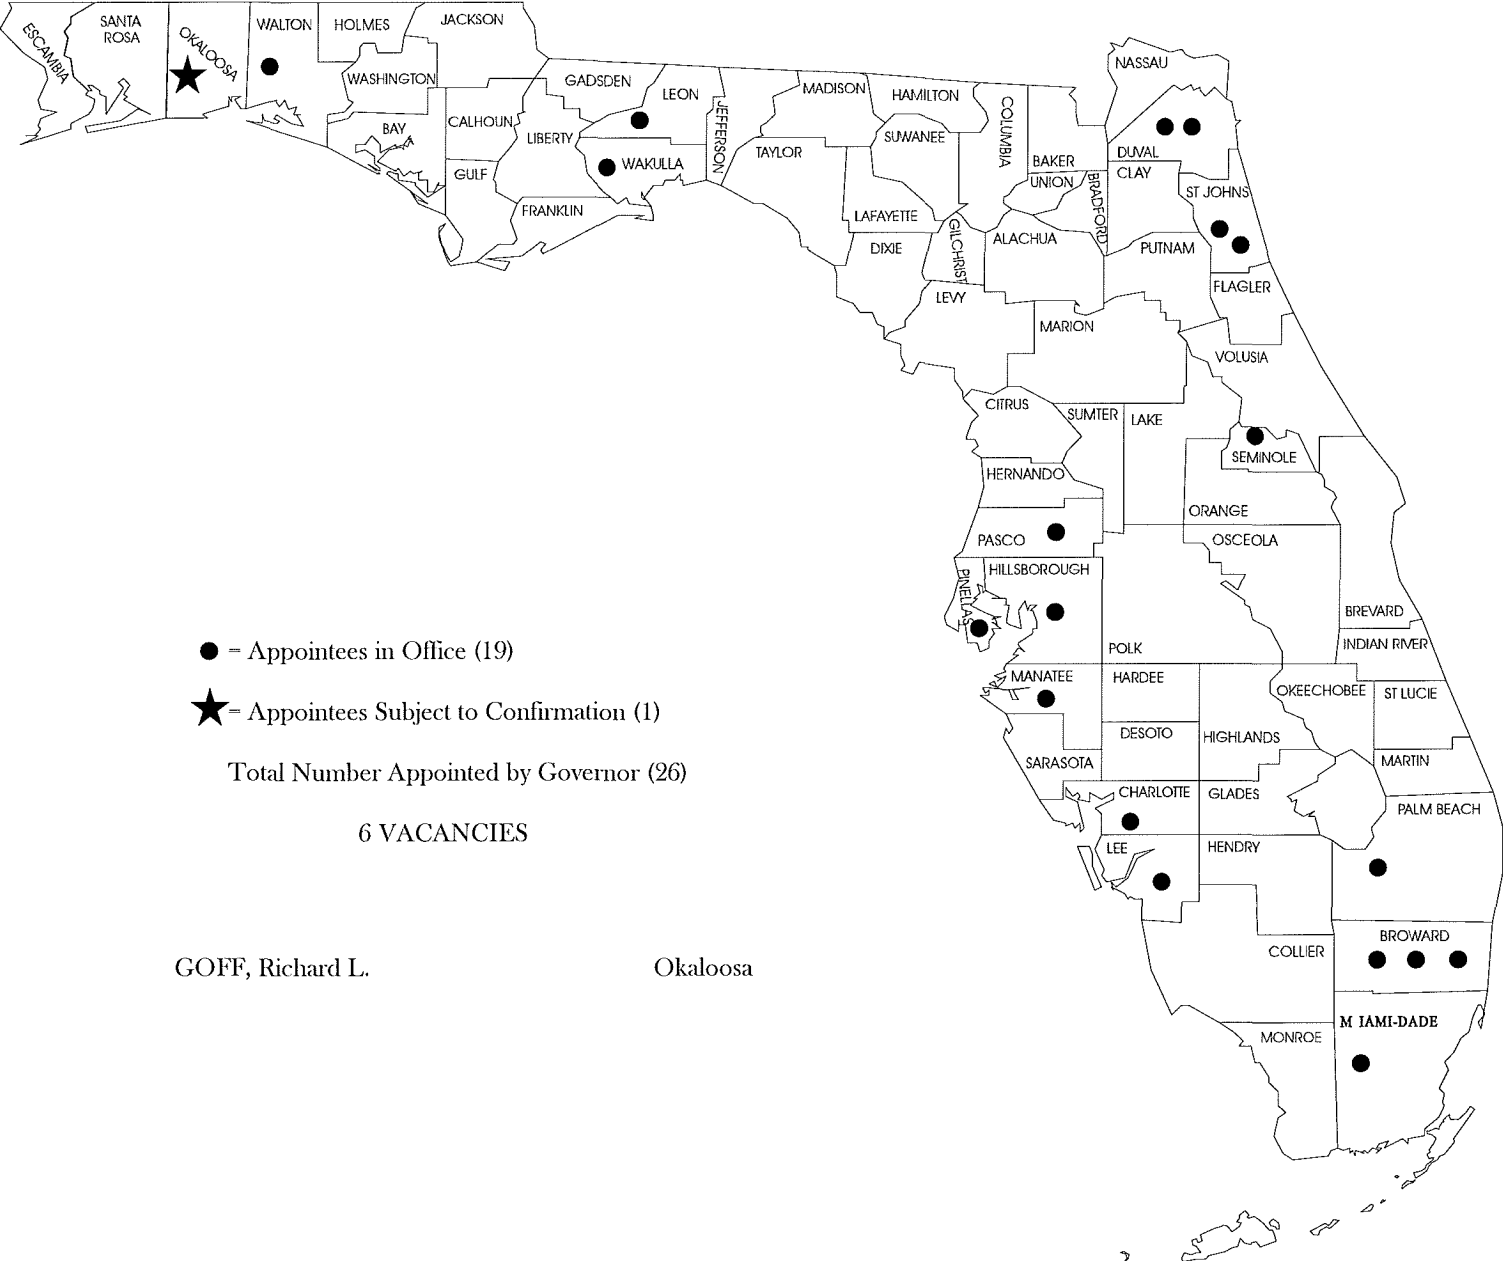 ESCAMBIA
SANTA
ROSA
OKALOOSA
WALTON
HOLMES
JACKSON
WASHINGTON
BAY
CALHOUN
GULF
LIBERTY
GADSDEN
LEON
WAKULLA
FRANKLIN
JEFFERSON
MADISON
TAYLOR
HAMILTON
SUWANEE
LAFAYETTE
DIXIE
COLUMBIA
GILCHRIST
BAKER
UNION
BRADFORD
ALACHUA
LEVY
NASSAU
DUVAL
CLAY
ST JOHNS
PUTNAM
FLAGLER
MARION
VOLUSIA
CITRUS
SUMTER
LAKE
SEMINOLE
HERNANDO
ORANGE
PASCO
OSCEOLA
PINELLAS
HILLSBOROUGH
POLK
BREVARD
INDIAN RIVER
MANATEE
HARDEE
OKEECHOBEE
ST LUCIE
DESOTO
HIGHLANDS
SARASOTA
MARTIN
CHARLOTTE
GLADES
PALM BEACH
LEE
HENDRY
BROWARD
COLLIER
M IAMI-DADE
MONROE
= Appointees in Office (19)
= Appointees Subject to Confirmation (1)
Total Number Appointed by Governor (26)
6 VACANCIES
GOFF, Richard L. Okaloosa